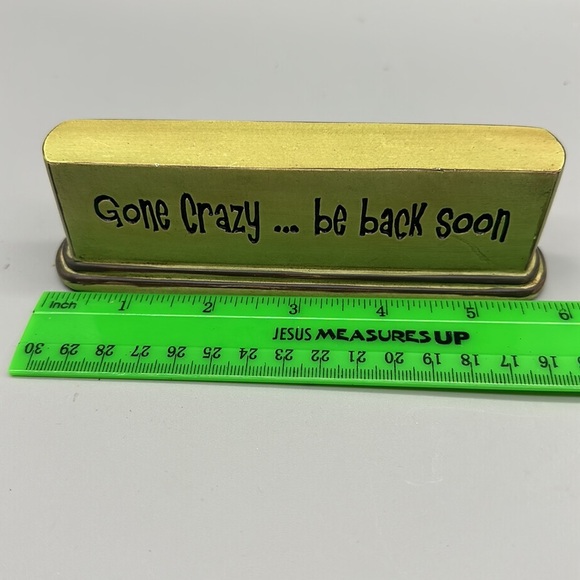 Gone Crazy ... be back soon
Inch 1 2 3 4 5 6
JESUS MEASURES UP
30 29 28 27 26 25 24 23 22 21 20 19 18 17 16